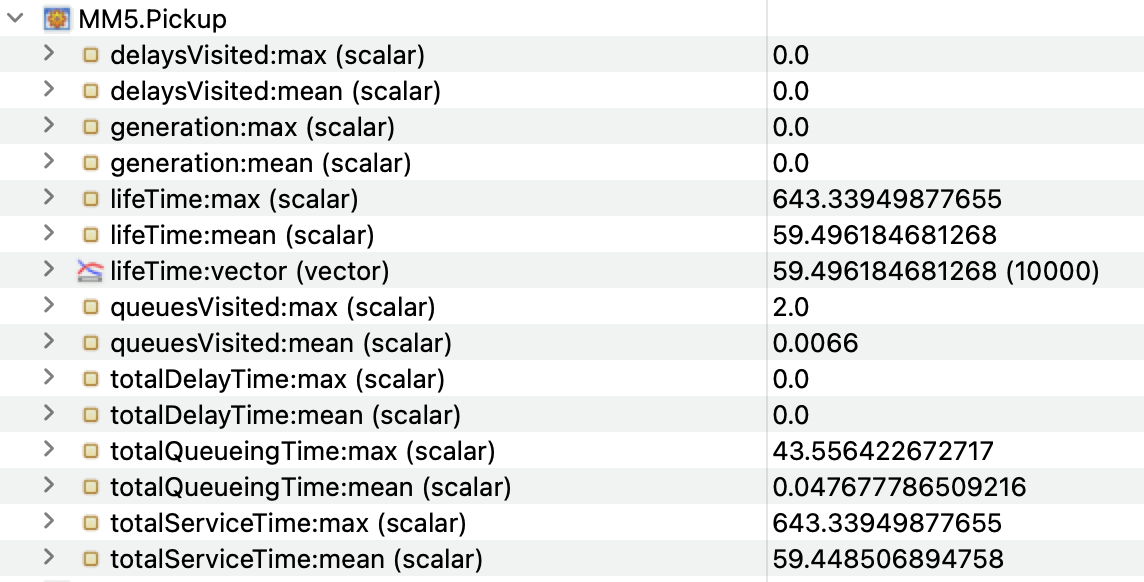 MM5.Pickup
delaysVisited:max (scalar) 0.0
delaysVisited:mean (scalar) 0.0
generation:max (scalar) 0.0
generation:mean (scalar) 0.0
lifeTime:max (scalar) 643.33949877655
lifeTime:mean (scalar) 59.496184681268
lifeTime:vector (vector) 59.496184681268 (10000)
queuesVisited:max (scalar) 2.0
queuesVisited:mean (scalar) 0.0066
totalDelayTime:max (scalar) 0.0
totalDelayTime:mean (scalar) 0.0
totalQueueingTime:max (scalar) 43.556422672717
totalQueueingTime:mean (scalar) 0.047677786509216
totalServiceTime:max (scalar) 643.33949877655
totalServiceTime:mean (scalar) 59.448506894758